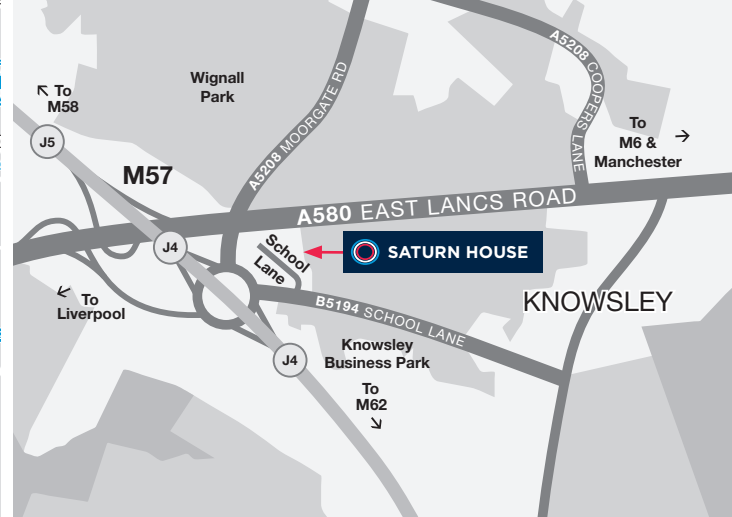 A5208 COOPERS LANE
Wignall
Park
A5208 MOORGATE RD
To
M58
To
M6 &
Manchester
J5
M57
A580 EAST LANCS ROAD
J4
School
Lane
SATURN HOUSE
To
Liverpool
B5194 SCHOOL LANE
KNOWSLEY
Knowsley
Business Park
J4
To
M62